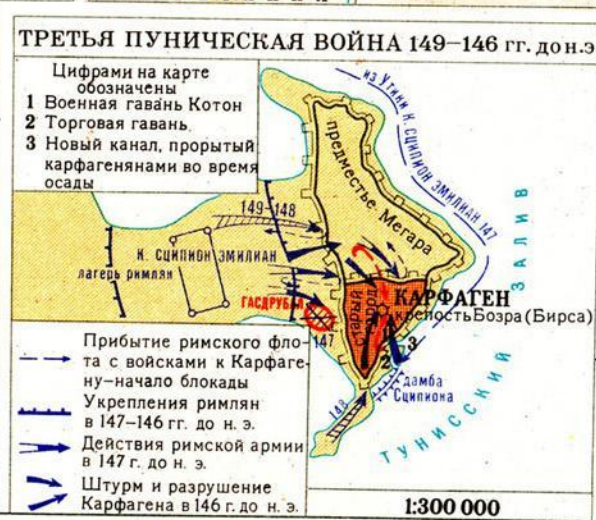 ТРЕТЬЯ ПУНИЧЕСКАЯ ВОЙНА 149–146 гг. до н.э
Цифрами на карте
обозначены
1 Военная гавань Котон
2 Торговая гавань
3 Новый канал, прорытый
карфагенянами во время
осады
из Утики К. СЦИПИОН ЭМИЛИАН 147
предместье Мегара
ЗАЛИВ
149-148
К. СЦИПИОН ЭМИЛИАН
лагерь римлян
ГАСДРУБАЛ
147
старый
город
КАРФАГЕН
крепость Бозра (Бирса)
3
2
дамба
Сципиона
148
ТУНИССКИЙ
Прибытие римского фло-
та с войсками к Карфаге-
ну–начало блокады
Укрепления римлян
в 147–146 гг. до н. э.
Действия римской армии
в 147 г. до н. э.
Штурм и разрушение
Карфагена в 146 г. до н. э.
1:300 000